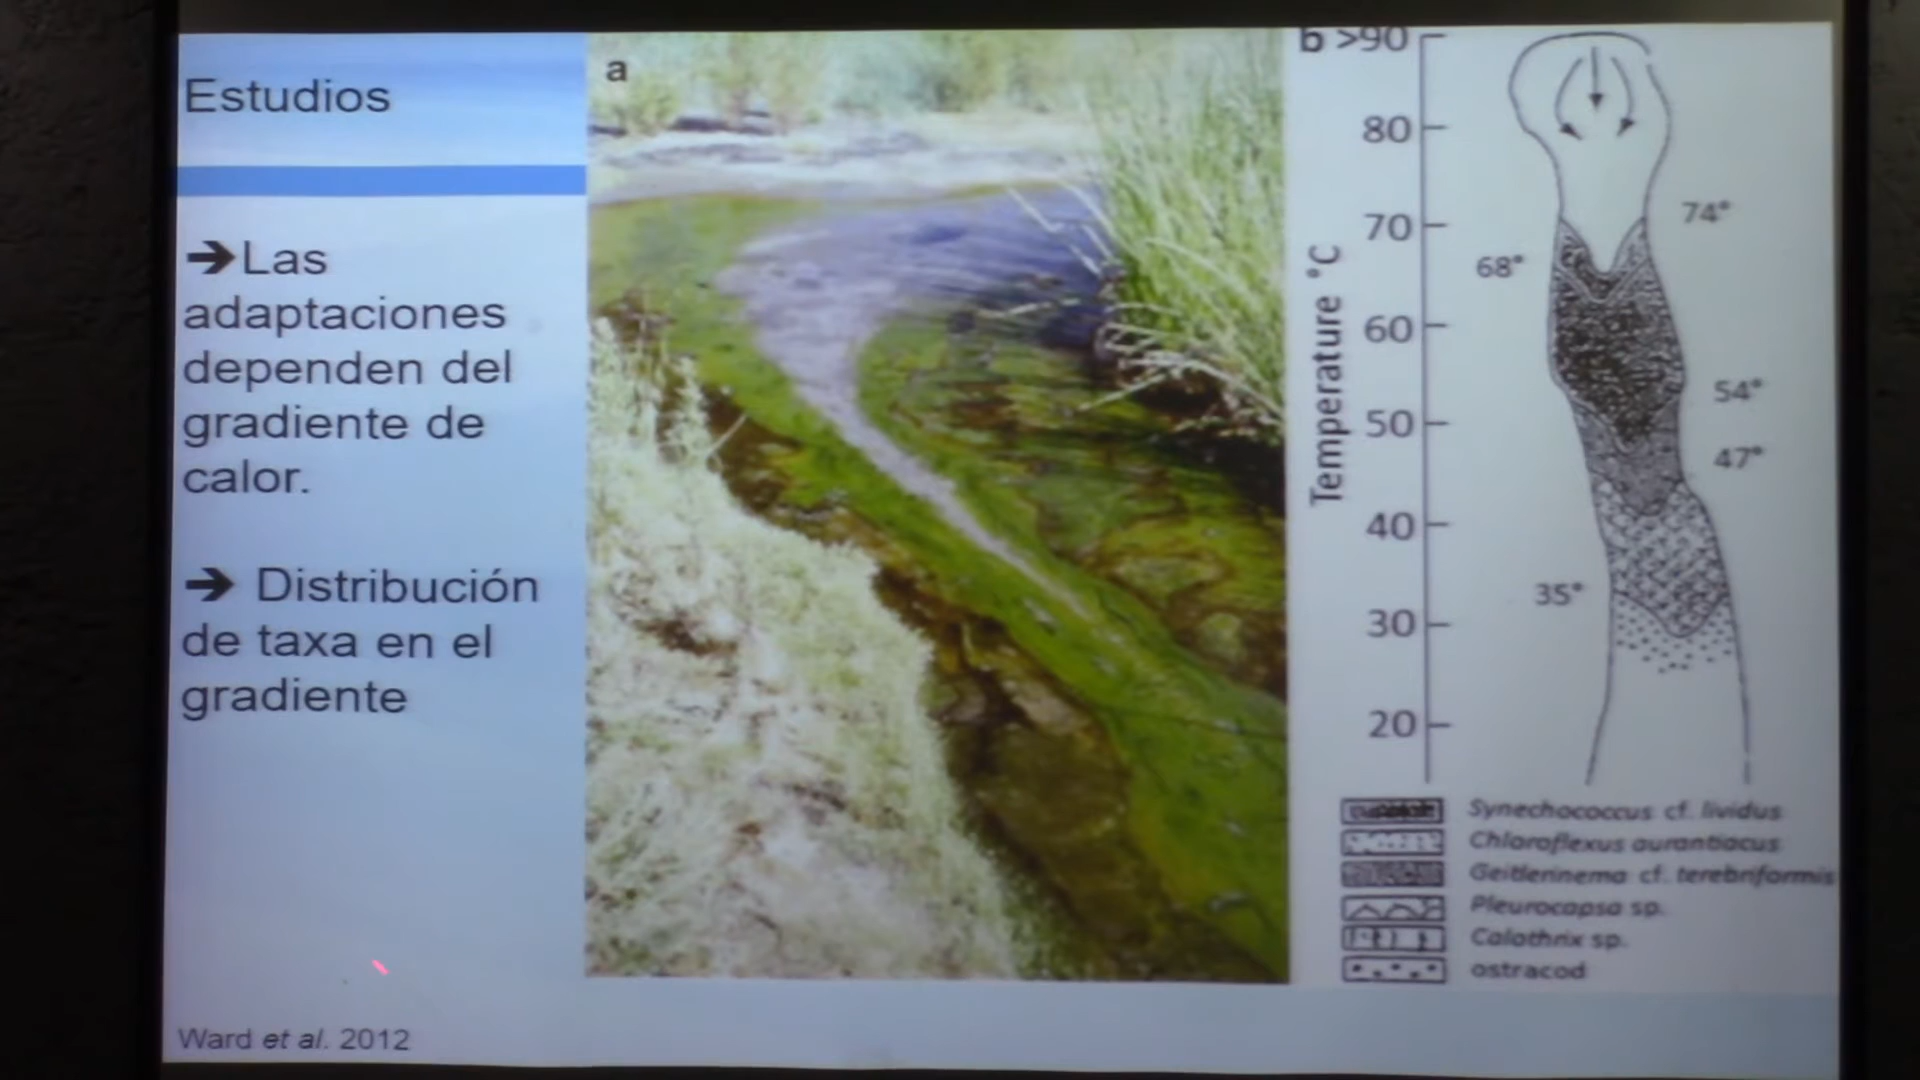 Estudios
➔Las
adaptaciones
dependen del
gradiente de
calor.
➔ Distribución
de taxa en el
gradiente
Ward et al. 2012
a
b >90
80
70
60
50
40
30
20
Temperature °C
74°
68°
54°
47°
35°
Synechococcus cf. lividus
Chloroflexus aurantiacus
Geitlerinema cf. terebriformis
Pleurocapsa sp.
Calothrix sp.
ostracod